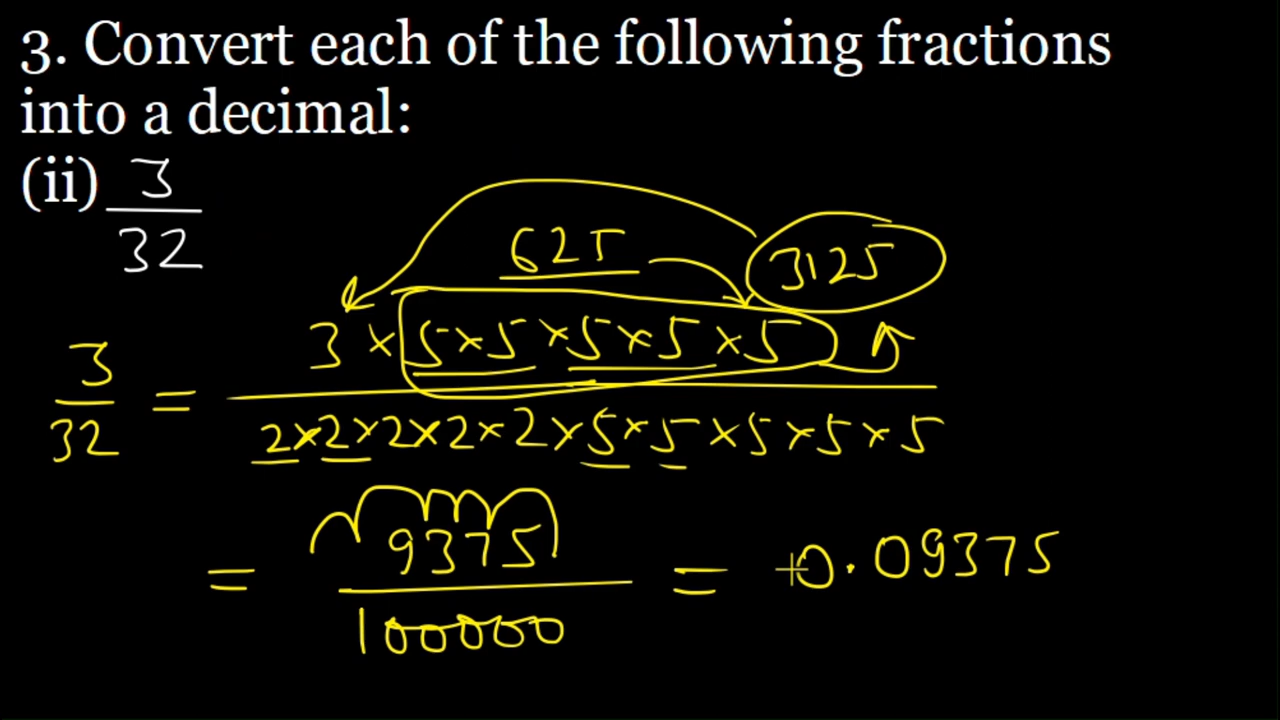 3. Convert each of the following fractions
into a decimal:
(ii) 3/32
625 3125
3/32 = 3 × 5 × 5 × 5 × 5 × 5 / 2 × 2 × 2 × 2 × 2 × 5 × 5 × 5 × 5 × 5
= 9375/100000 = 0.09375